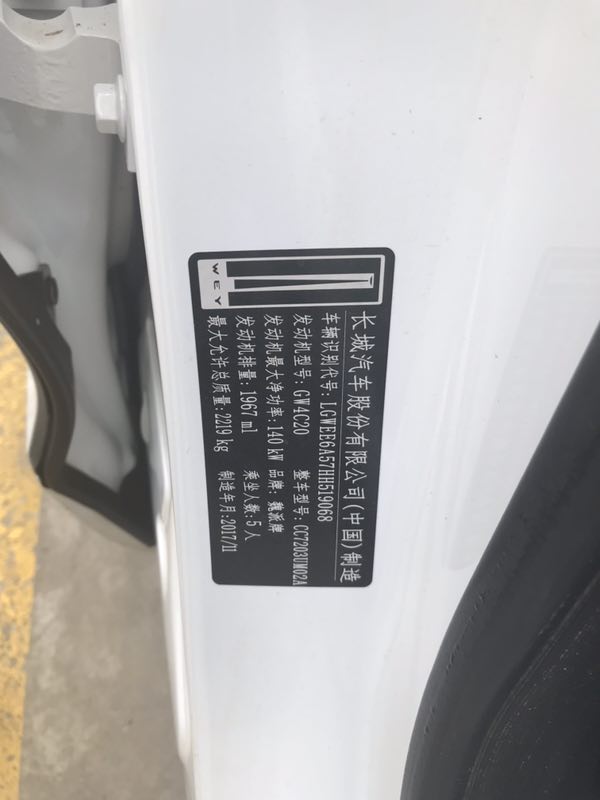 WEY
长城汽车股份有限公司(中国)制造
车辆识别代号:LGWEE6A57HH519068
发动机型号:GW4C20 整车型号:CC7203UM02A
发动机最大净功率:140 kW 品牌:魏派牌
发动机排量:1967 ml 乘坐人数:5人
最大允许总质量:2219 kg 制造年月:2017/11